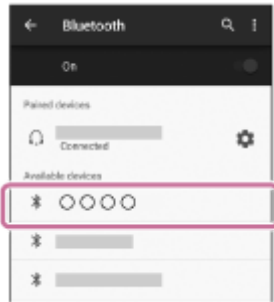 Bluetooth
On
Paired devices
Connected
Available devices
○○○○